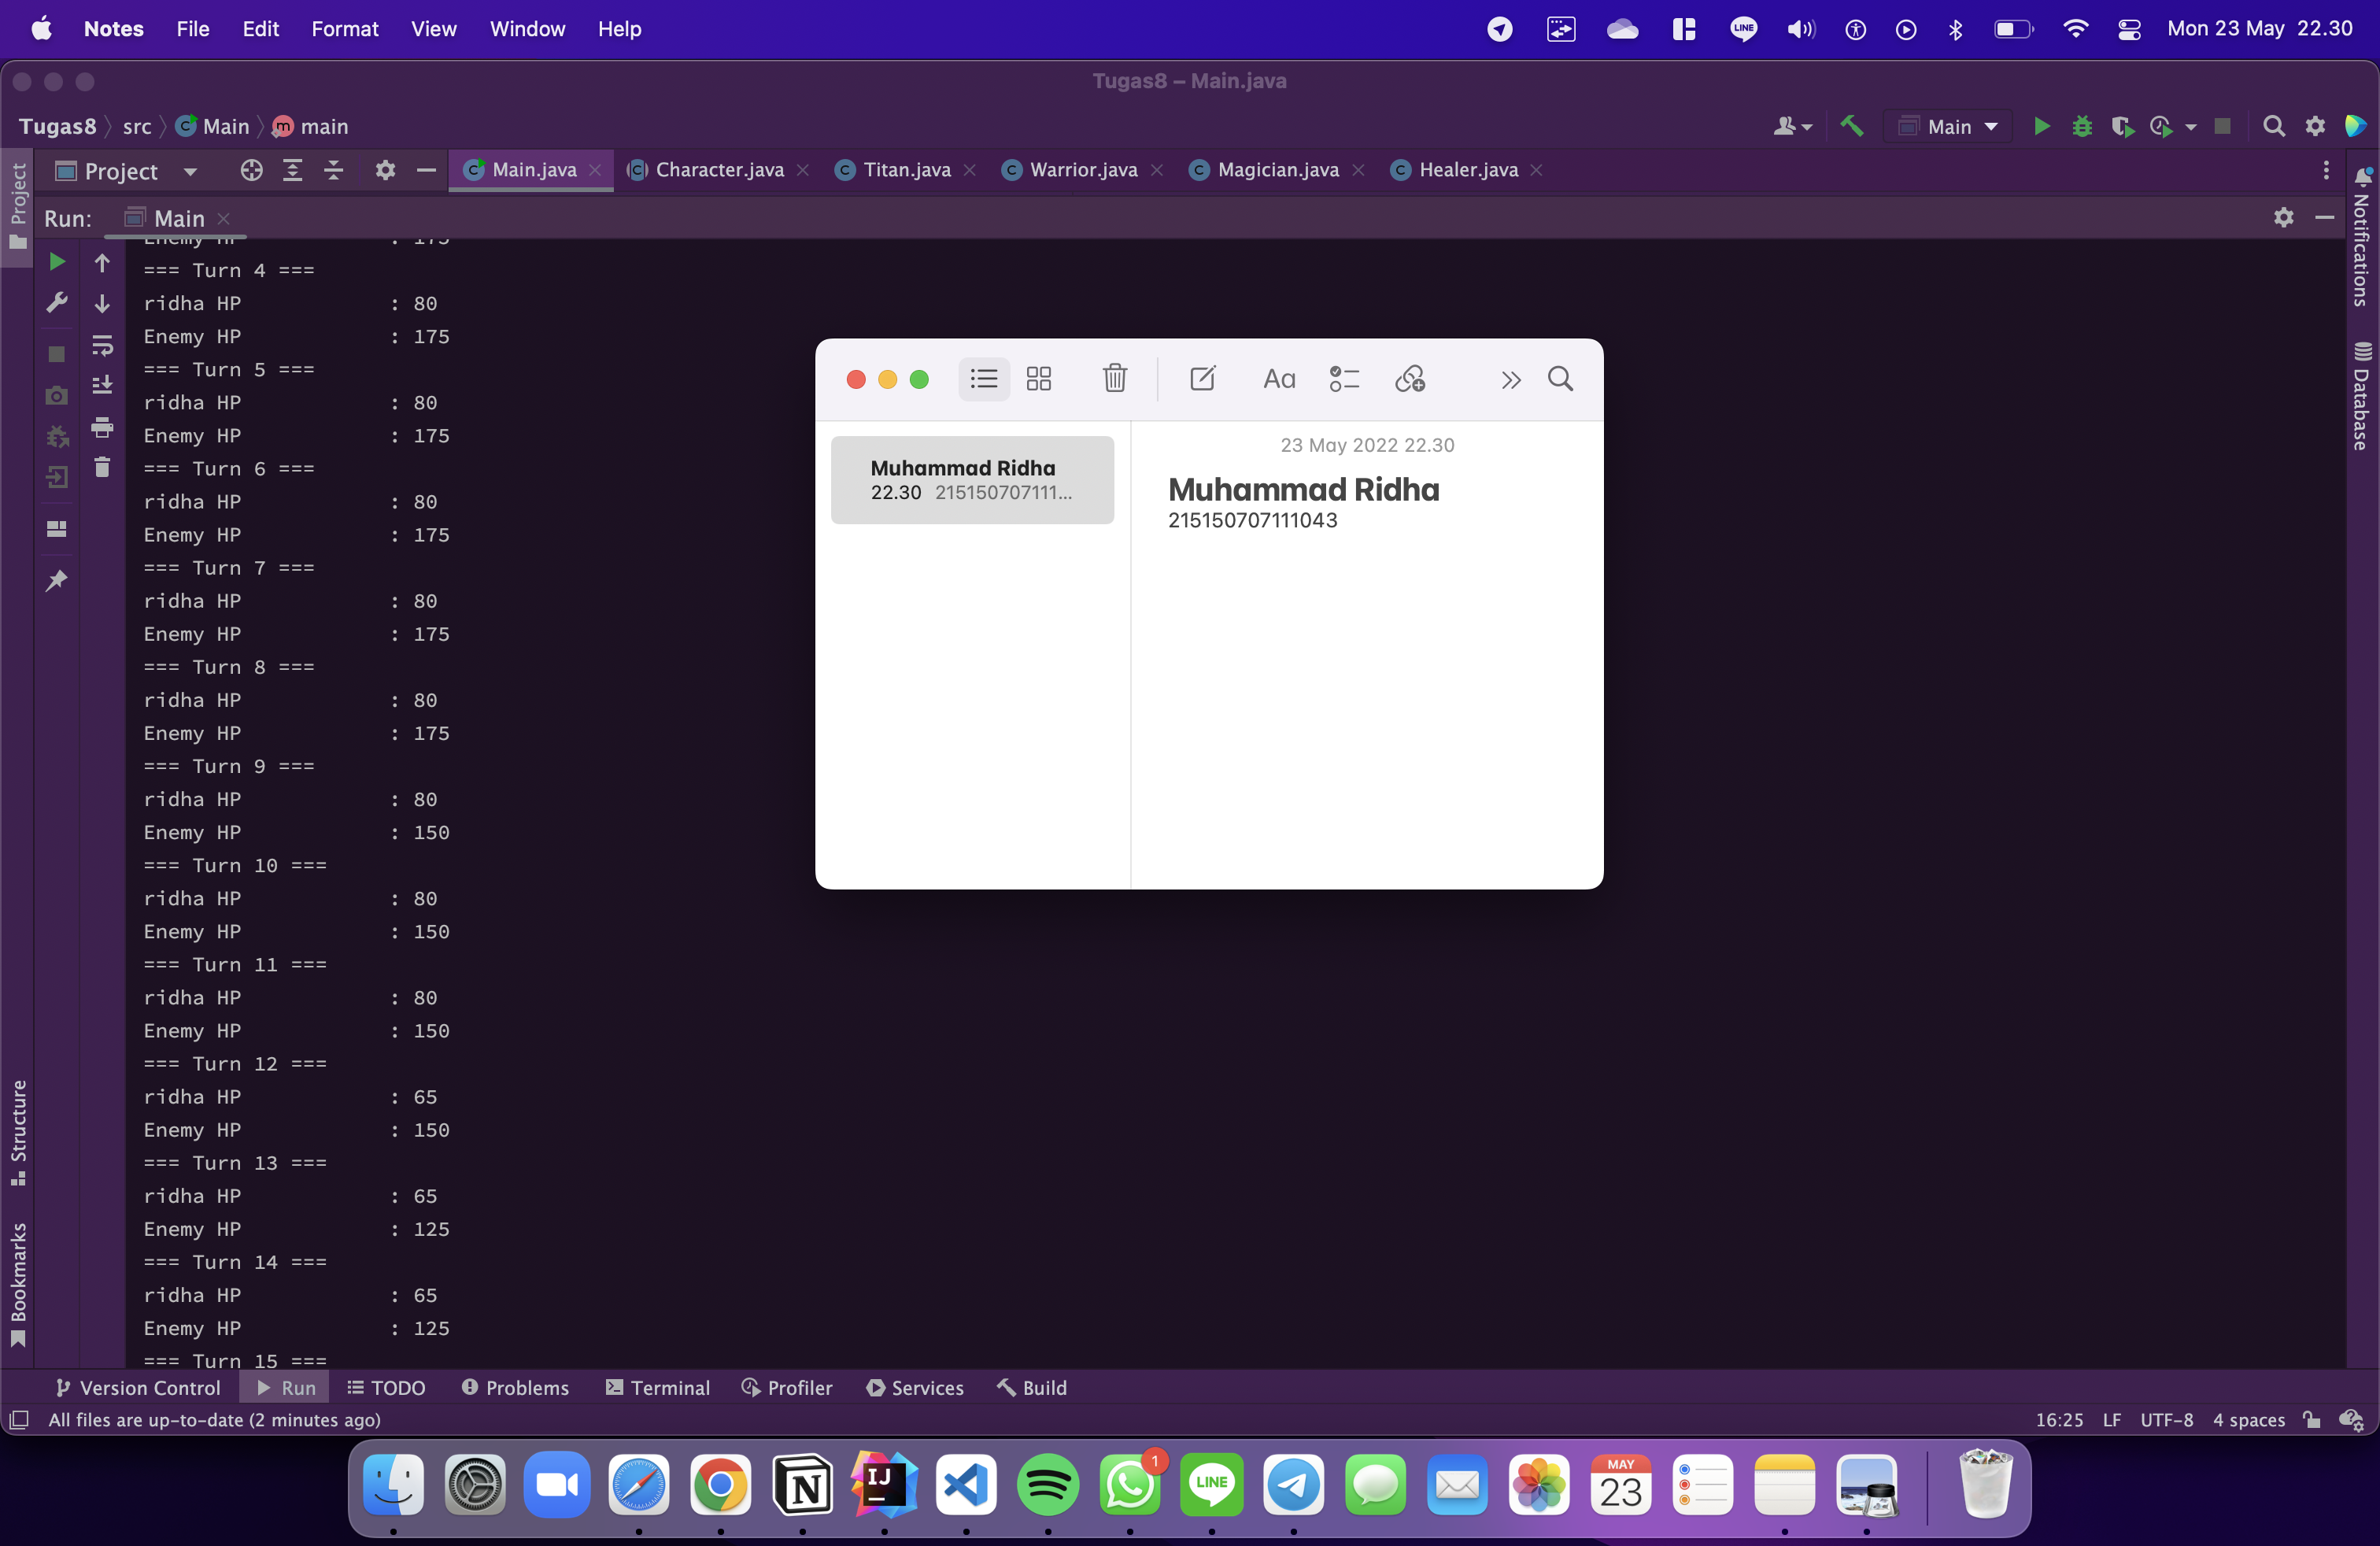 Notes File Edit Format View Window Help LINE Mon 23 May 22.30
Tugas8 – Main.java
Tugas8 src C Main m main Main
Project C Main.java C Character.java C Titan.java C Warrior.java C Magician.java C Healer.java
Run: Main
Enemy HP : 175
=== Turn 4 ===
ridha HP : 80
Enemy HP : 175
=== Turn 5 ===
ridha HP : 80
Enemy HP : 175
=== Turn 6 ===
ridha HP : 80
Enemy HP : 175
=== Turn 7 ===
ridha HP : 80
Enemy HP : 175
=== Turn 8 ===
ridha HP : 80
Enemy HP : 175
=== Turn 9 ===
ridha HP : 80
Enemy HP : 150
=== Turn 10 ===
ridha HP : 80
Enemy HP : 150
=== Turn 11 ===
ridha HP : 80
Enemy HP : 150
=== Turn 12 ===
ridha HP : 65
Enemy HP : 150
=== Turn 13 ===
ridha HP : 65
Enemy HP : 125
=== Turn 14 ===
ridha HP : 65
Enemy HP : 125
=== Turn 15 ===
Project
Structure
Bookmarks
Notifications
Database
Aa
Muhammad Ridha
22.30 215150707111...
23 May 2022 22.30
Muhammad Ridha
215150707111043
Version Control Run TODO Problems Terminal Profiler Services Build
All files are up-to-date (2 minutes ago) 16:25 LF UTF-8 4 spaces
N IJ 1 LINE MAY 23